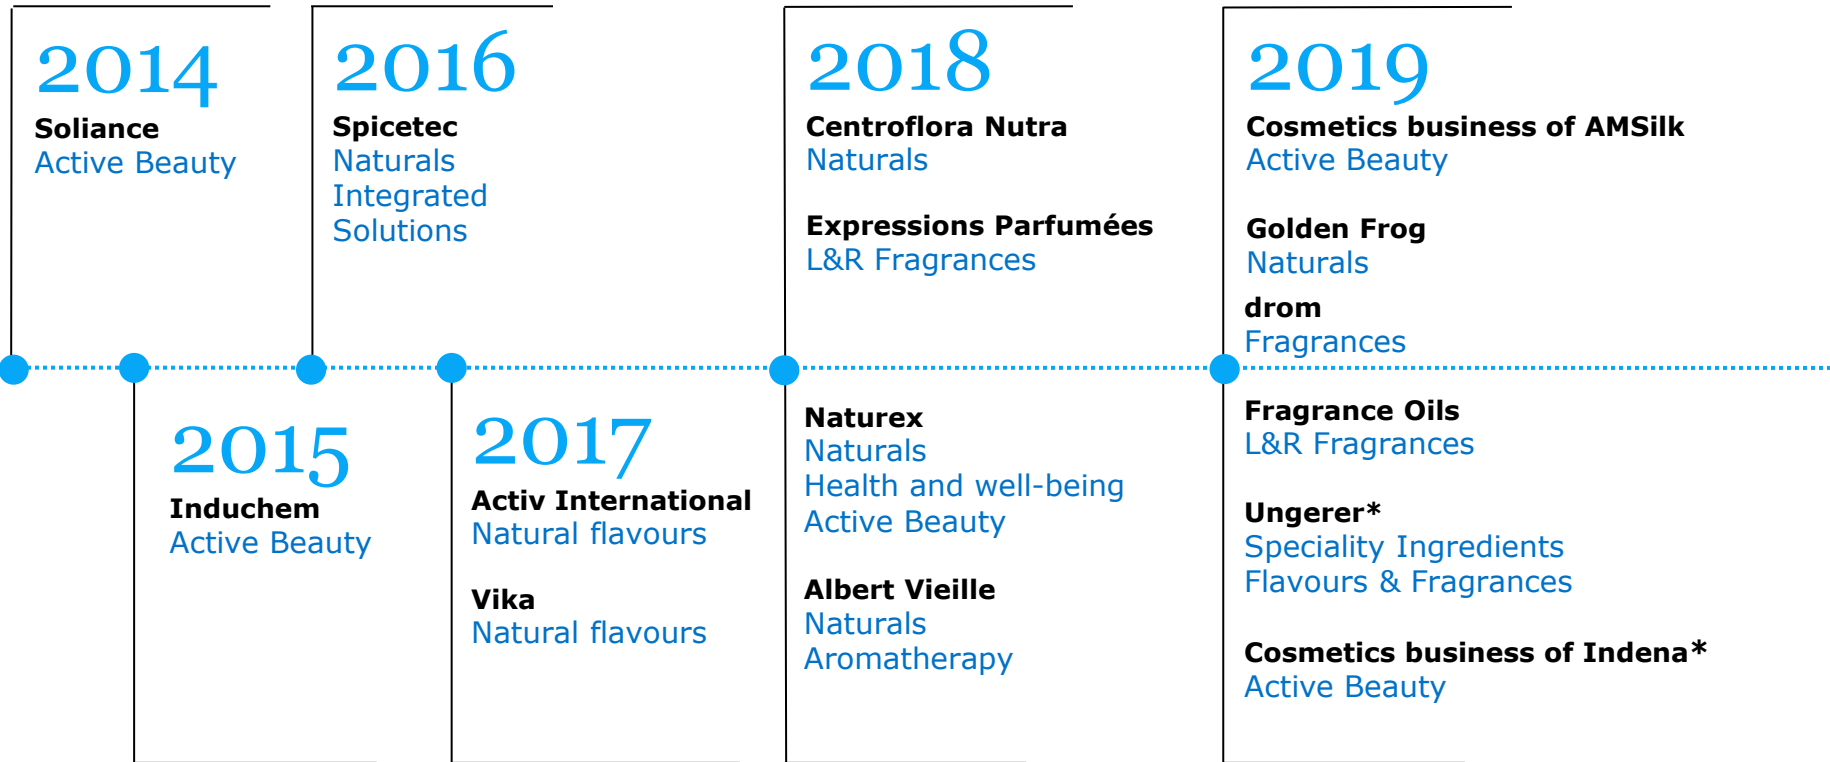 2014
Soliance
Active Beauty
2015
Induchem
Active Beauty
2016
Spicetec
Naturals
Integrated
Solutions
2017
Activ International
Natural flavours
Vika
Natural flavours
2018
Centroflora Nutra
Naturals
Expressions Parfumées
L&R Fragrances
Naturex
Naturals
Health and well-being
Active Beauty
Albert Vieille
Naturals
Aromatherapy
2019
Cosmetics business of AMSilk
Active Beauty
Golden Frog
Naturals
drom
Fragrances
Fragrance Oils
L&R Fragrances
Ungerer*
Speciality Ingredients
Flavours & Fragrances
Cosmetics business of Indena*
Active Beauty